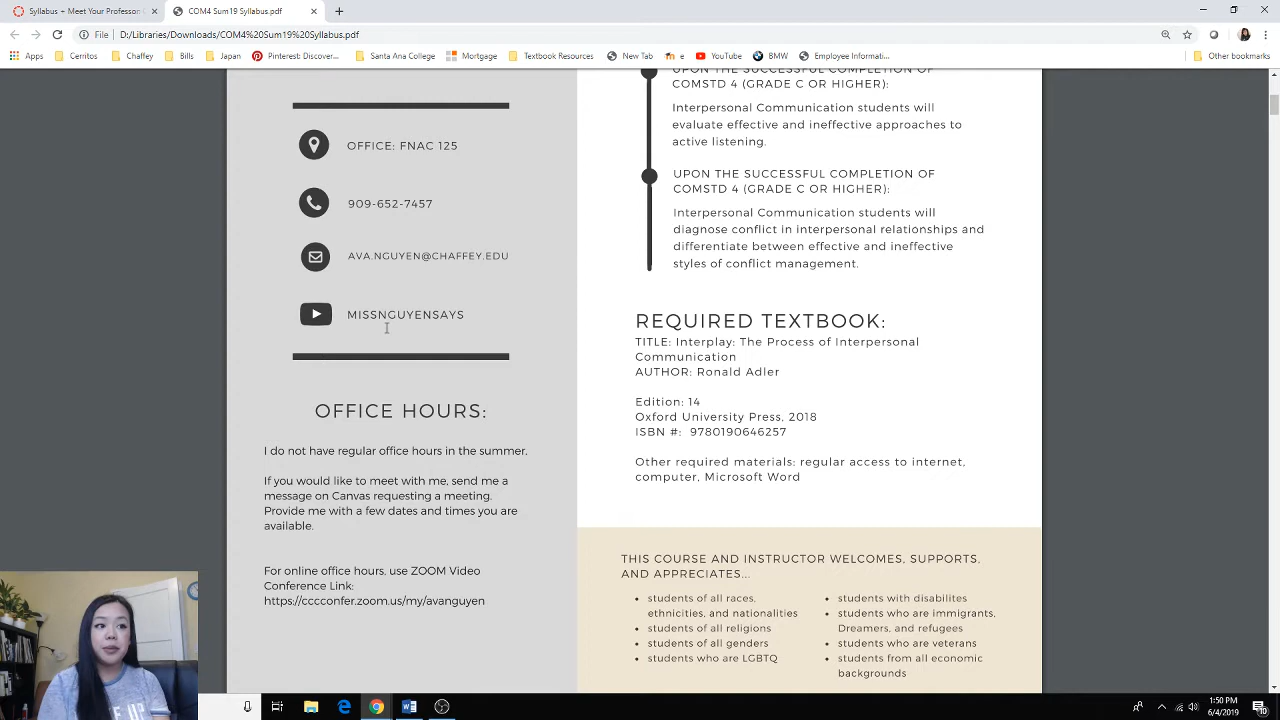 Syllabus + Meet Your Professor
COM4%20Sum19%20Syllabus.pdf
File
D:/Libraries/Downloads/COM4%20Sum19%20Syllabus.pdf
Apps
Cerritos
Chaffey
Bills
Japan
Pinterest: Discover...
Santa Ana College
Mortgage
Textbook Resources
New Tab
e
YouTube
BMW
Employee Informati...
Other bookmarks
OFFICE: FNAC 125
909-652-7457
AVA.NGUYEN@CHAFFEY.EDU
MISSNGUYENSAYS
OFFICE HOURS:
I do not have regular office hours in the summer.
If you would like to meet with me, send me a
message on Canvas requesting a meeting.
Provide me with a few dates and times you are
available.
For online office hours, use ZOOM Video
Conference Link:
https://cccconfer.zoom.us/my/avanguyen
UPON THE SUCCESSFUL COMPLETION OF
COMSTD 4 (GRADE C OR HIGHER):
Interpersonal Communication students will
evaluate effective and ineffective approaches to
active listening.
UPON THE SUCCESSFUL COMPLETION OF
COMSTD 4 (GRADE C OR HIGHER):
Interpersonal Communication students will
diagnose conflict in interpersonal relationships and
differentiate between effective and ineffective
styles of conflict management.
REQUIRED TEXTBOOK:
TITLE: Interplay: The Process of Interpersonal
Communication
AUTHOR: Ronald Adler
Edition: 14
Oxford University Press, 2018
ISBN #: 9780190646257
Other required materials: regular access to internet,
computer, Microsoft Word
THIS COURSE AND INSTRUCTOR WELCOMES, SUPPORTS,
AND APPRECIATES...
students of all races,
ethnicities, and nationalities
students of all religions
students of all genders
students who are LGBTQ
students with disabilites
students who are immigrants,
Dreamers, and refugees
students who are veterans
students from all economic
backgrounds
1:50 PM
6/4/2019